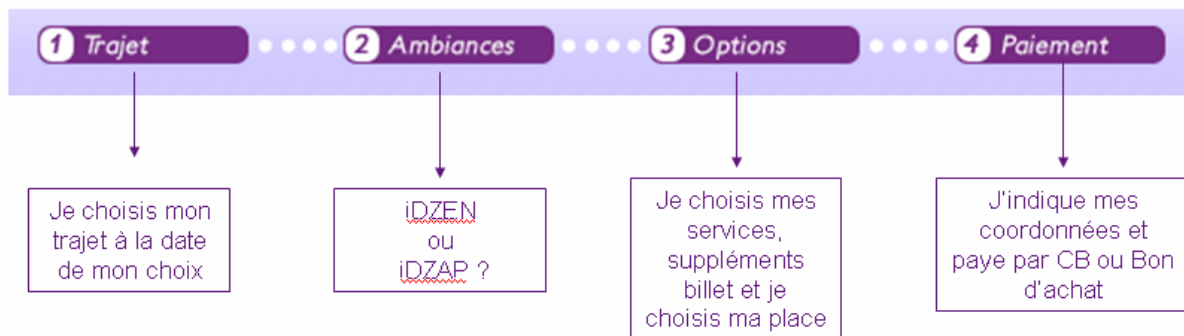 1 Trajet
2 Ambiances
3 Options
4 Paiement
Je choisis mon
trajet à la date
de mon choix
iDZEN
ou
iDZAP ?
Je choisis mes
services,
suppléments
billet et je
choisis ma place
J'indique mes
coordonnées et
paye par CB ou Bon
d'achat